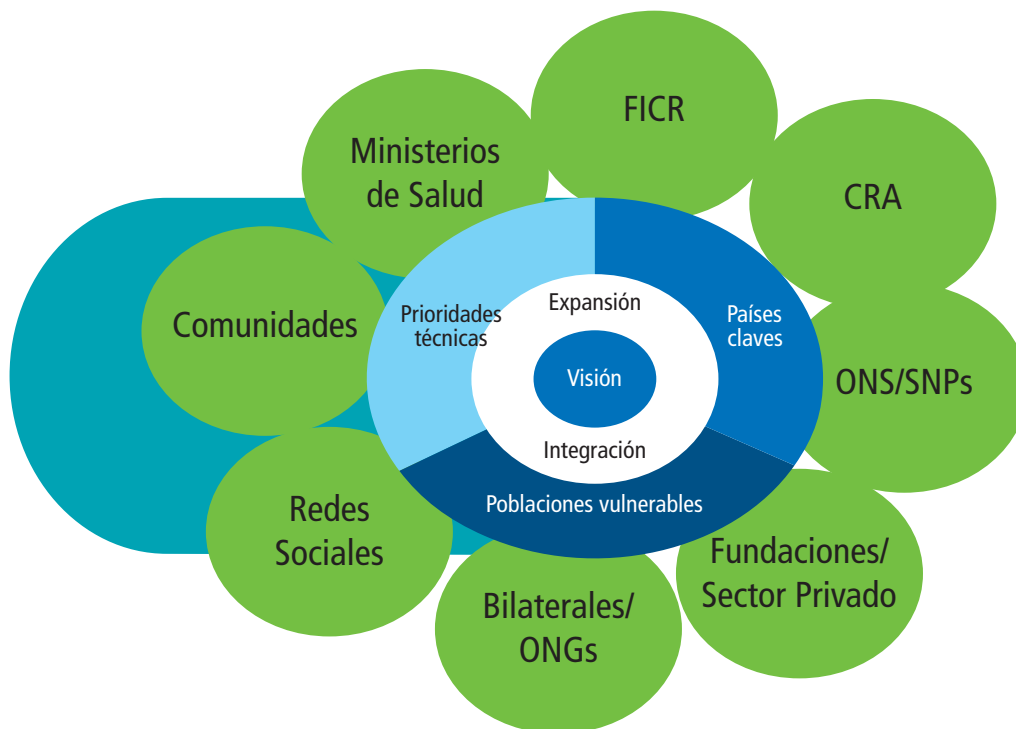 FICR
Ministerios
de Salud
CRA
Comunidades
Prioridades
técnicas
Expansión
Países
claves
Visión
ONS/SNPs
Integración
Poblaciones vulnerables
Redes
Sociales
Fundaciones/
Sector Privado
Bilaterales/
ONGs